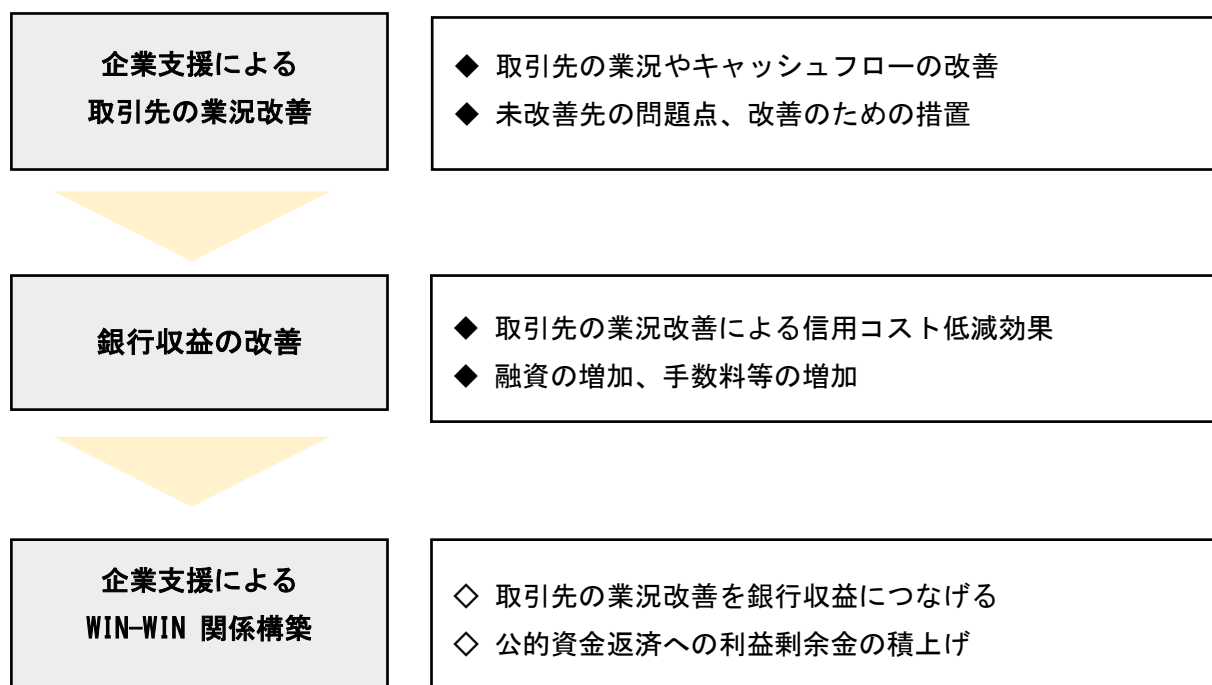 企業支援による
取引先の業況改善
◆ 取引先の業況やキャッシュフローの改善
◆ 未改善先の問題点、改善のための措置
銀行収益の改善
◆ 取引先の業況改善による信用コスト低減効果
◆ 融資の増加、手数料等の増加
企業支援による
WIN-WIN 関係構築
◇ 取引先の業況改善を銀行収益につなげる
◇ 公的資金返済への利益剰余金の積上げ